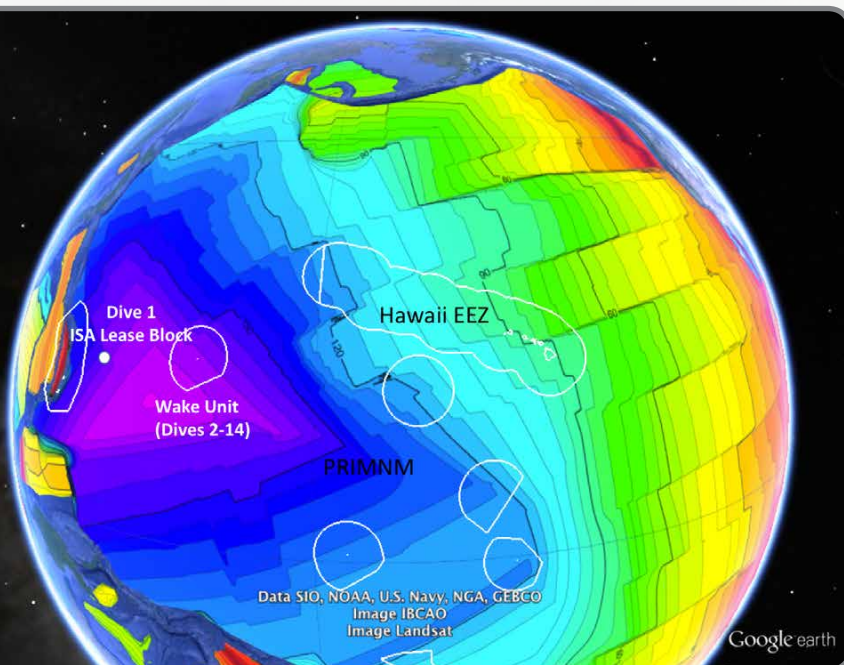 Dive 1
ISA Lease Block
Hawaii EEZ
Wake Unit
(Dives 2-14)
PRIMNM
90
120
60
Data SIO, NOAA, U.S. Navy, NGA, GEBCO
Image IBCAO
Image Landsat
Google earth